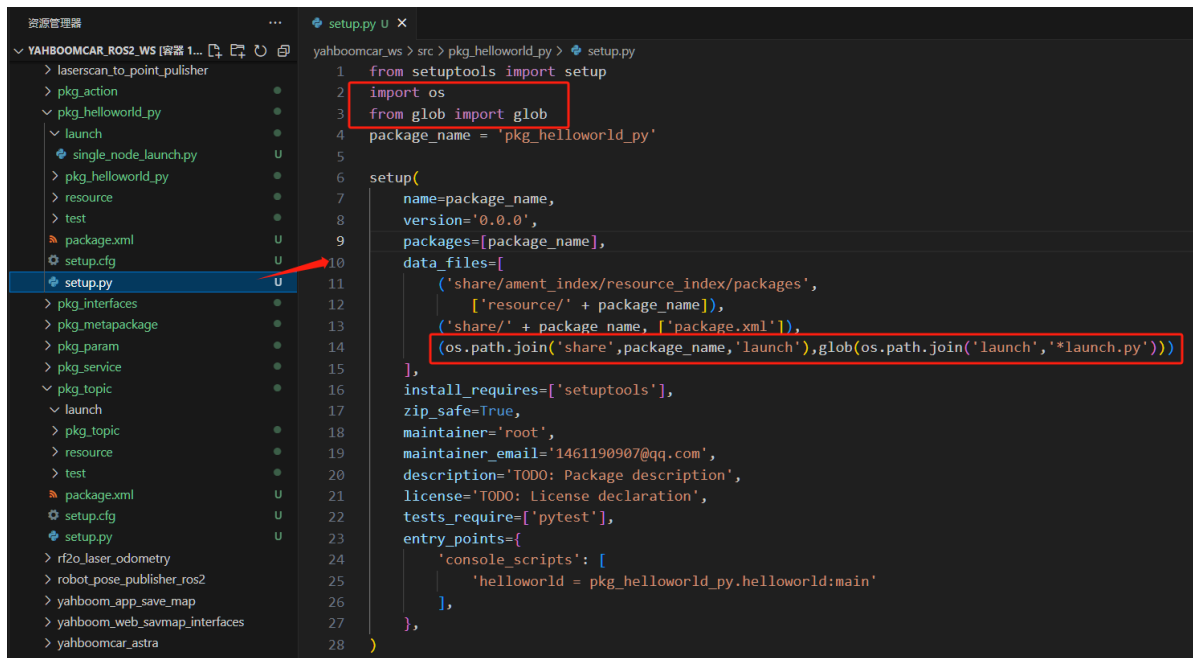 资源管理器
YAHBOOMCAR_ROS2_WS [容器 1...
laserscan_to_point_pulisher
pkg_action
pkg_helloworld_py
launch
single_node_launch.py U
pkg_helloworld_py
resource
test
package.xml U
setup.cfg U
setup.py U
pkg_interfaces
pkg_metapackage
pkg_param
pkg_service
pkg_topic
launch
pkg_topic
resource
test
package.xml U
setup.cfg U
setup.py U
rf2o_laser_odometry
robot_pose_publisher_ros2
yahboom_app_save_map
yahboom_web_savmap_interfaces
yahboomcar_astra
setup.py U
yahboomcar_ws > src > pkg_helloworld_py > setup.py
1 from setuptools import setup
2 import os
3 from glob import glob
4 package_name = 'pkg_helloworld_py'
5
6 setup(
7 name=package_name,
8 version='0.0.0',
9 packages=[package_name],
10 data_files=[
11 ('share/ament_index/resource_index/packages',
12 ['resource/' + package_name]),
13 ('share/' + package_name, ['package.xml']),
14 (os.path.join('share',package_name,'launch'),glob(os.path.join('launch','*launch.py')))
15 ],
16 install_requires=['setuptools'],
17 zip_safe=True,
18 maintainer='root',
19 maintainer_email='1461190907@qq.com',
20 description='TODO: Package description',
21 license='TODO: License declaration',
22 tests_require=['pytest'],
23 entry_points={
24 'console_scripts': [
25 'helloworld = pkg_helloworld_py.helloworld:main'
26 ],
27 },
28 )